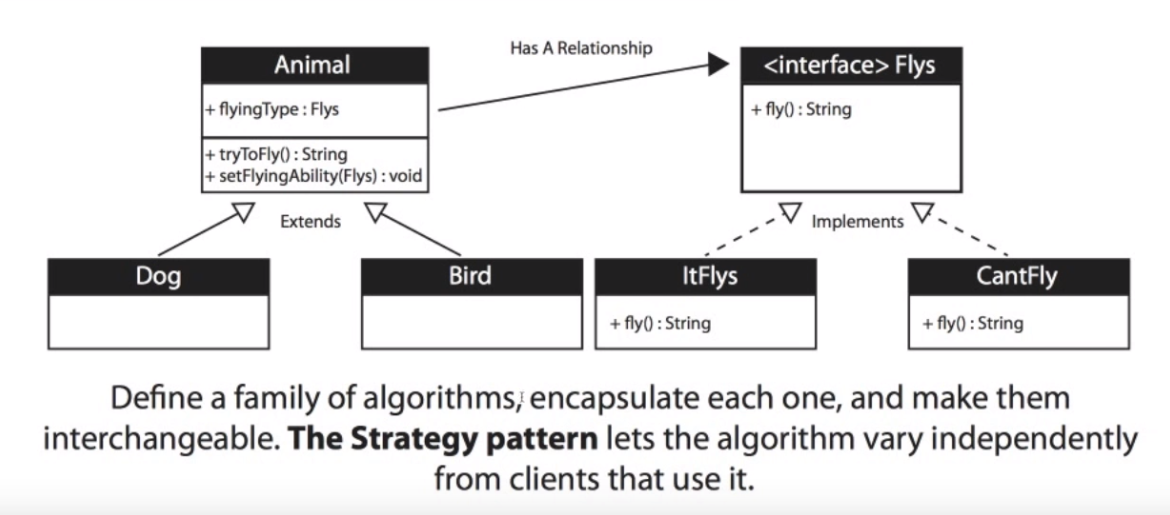 Has A Relationship
Animal
+ flyingType : Flys
+ tryToFly() : String
+ setFlyingAbility(Flys) : void
<interface> Flys
+ fly() : String
Extends
Implements
Dog
Bird
ItFlys
+ fly() : String
CantFly
+ fly() : String
Define a family of algorithms, encapsulate each one, and make them
interchangeable. The Strategy pattern lets the algorithm vary independently
from clients that use it.